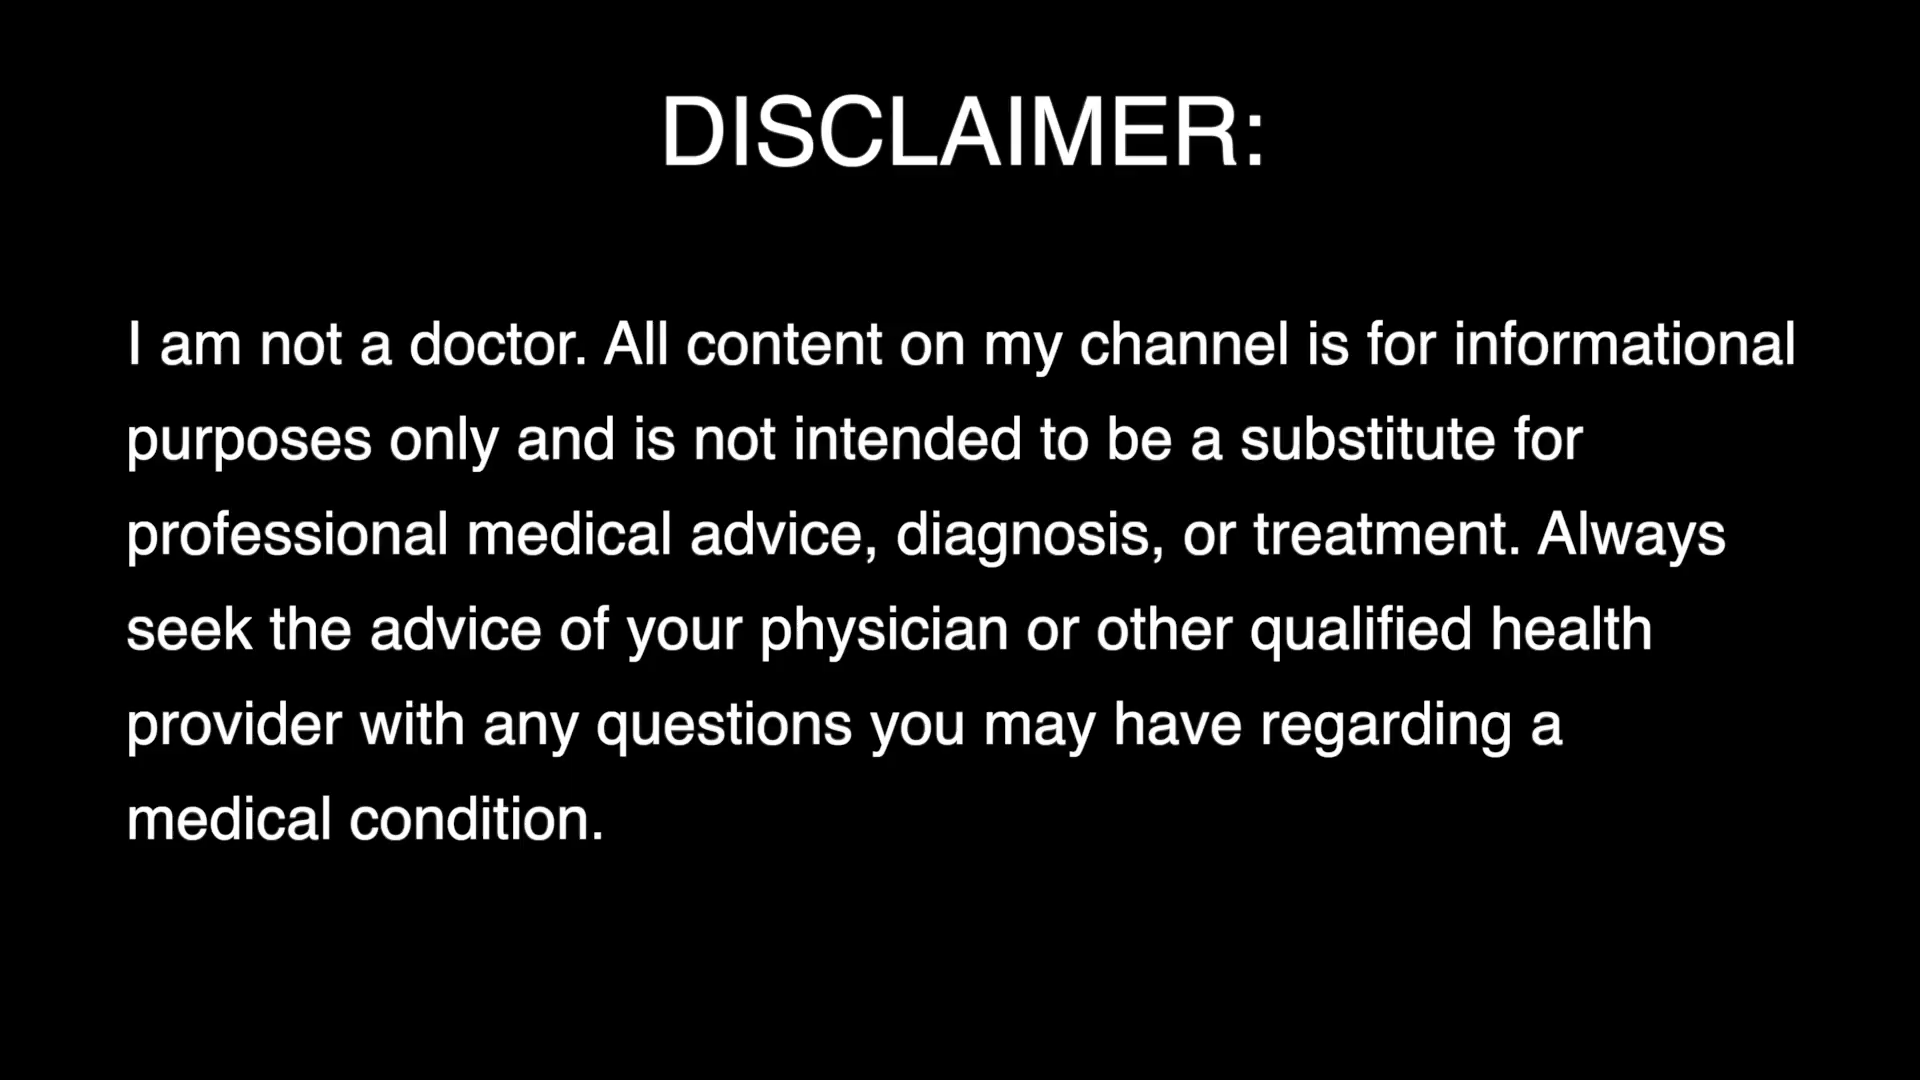 DISCLAIMER:
I am not a doctor. All content on my channel is for informational
purposes only and is not intended to be a substitute for
professional medical advice, diagnosis, or treatment. Always
seek the advice of your physician or other qualified health
provider with any questions you may have regarding a
medical condition.